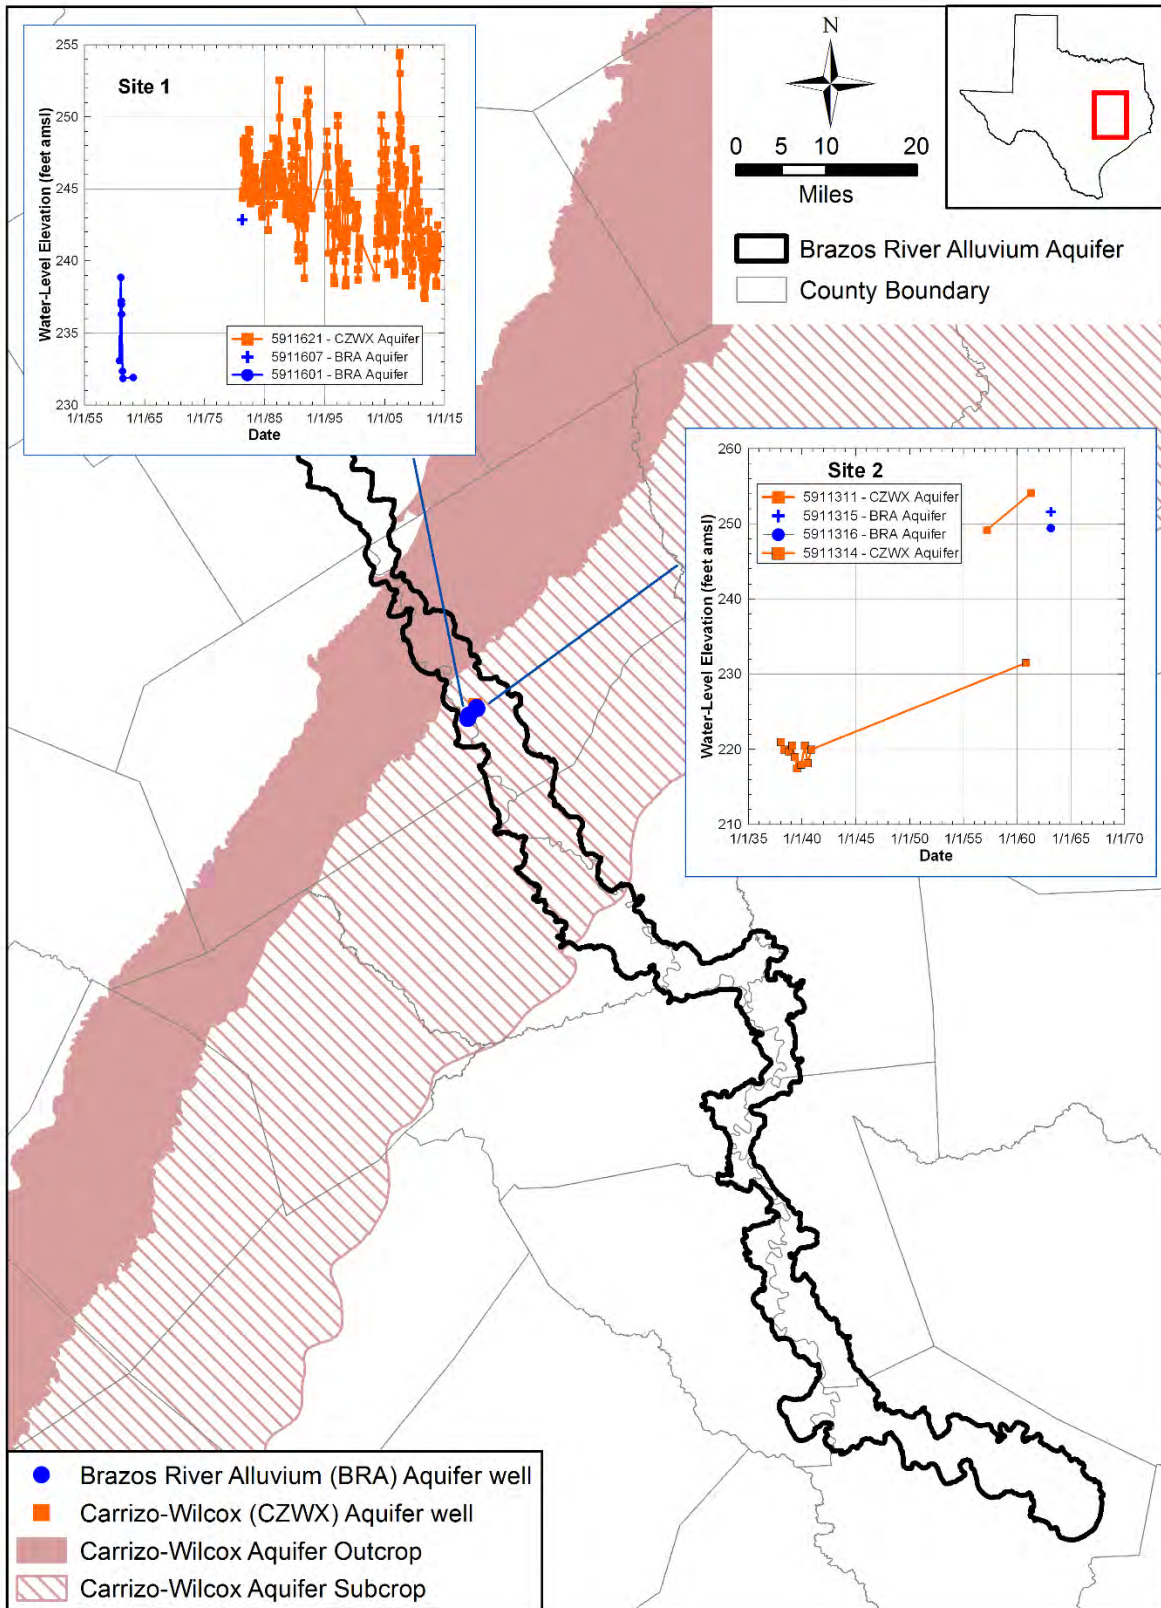 Site 1
Water-Level Elevation (feet amsl)
255
250
245
240
235
230
5911621 - CZWX Aquifer
5911607 - BRA Aquifer
5911601 - BRA Aquifer
1/1/55 1/1/65 1/1/75 1/1/85 1/1/95 1/1/05 1/1/15
Date
N
0 5 10 20
Miles
Brazos River Alluvium Aquifer
County Boundary
Site 2
Water-Level Elevation (feet amsl)
260
250
240
230
220
210
5911311 - CZWX Aquifer
5911315 - BRA Aquifer
5911316 - BRA Aquifer
5911314 - CZWX Aquifer
1/1/35 1/1/40 1/1/45 1/1/50 1/1/55 1/1/60 1/1/65 1/1/70
Date
Brazos River Alluvium (BRA) Aquifer well
Carrizo-Wilcox (CZWX) Aquifer well
Carrizo-Wilcox Aquifer Outcrop
Carrizo-Wilcox Aquifer Subcrop